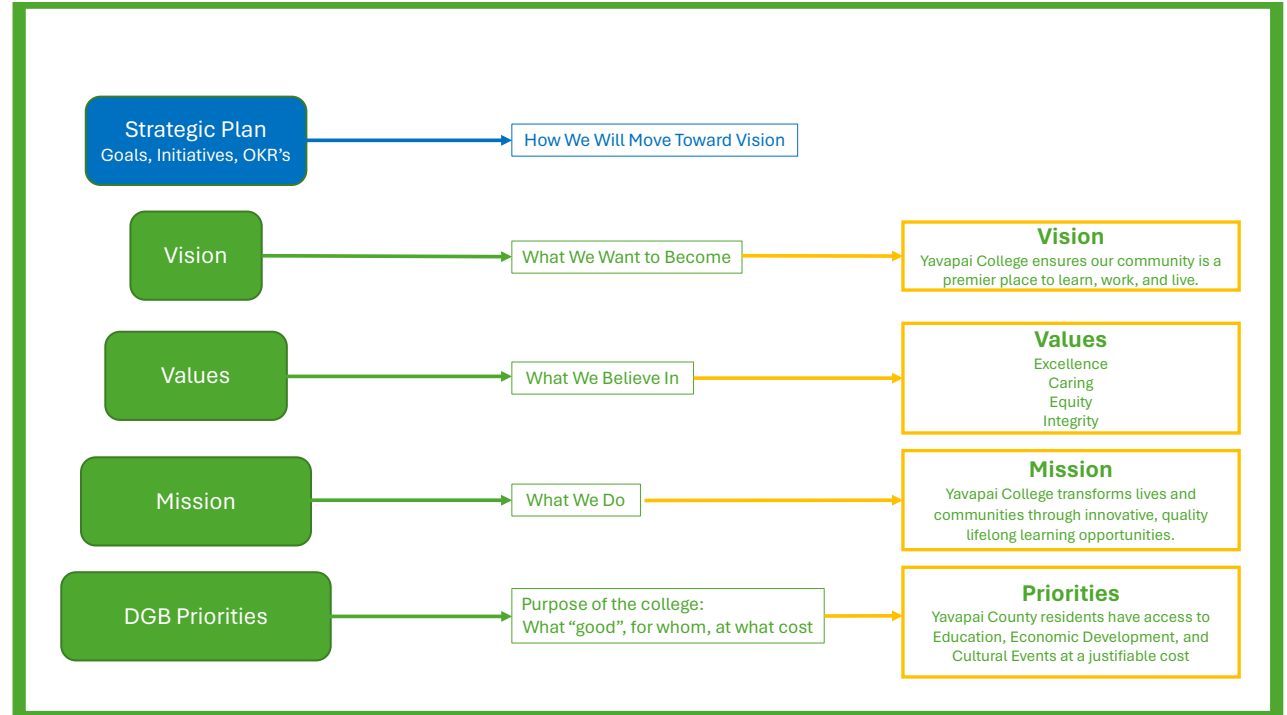 Strategic Plan
Goals, Initiatives, OKR’s
How We Will Move Toward Vision
Vision
What We Want to Become
Vision
Yavapai College ensures our community is a
premier place to learn, work, and live.
Values
What We Believe In
Values
Excellence
Caring
Equity
Integrity
Mission
What We Do
Mission
Yavapai College transforms lives and
communities through innovative, quality
lifelong learning opportunities.
DGB Priorities
Purpose of the college:
What “good”, for whom, at what cost
Priorities
Yavapai County residents have access to
Education, Economic Development, and
Cultural Events at a justifiable cost